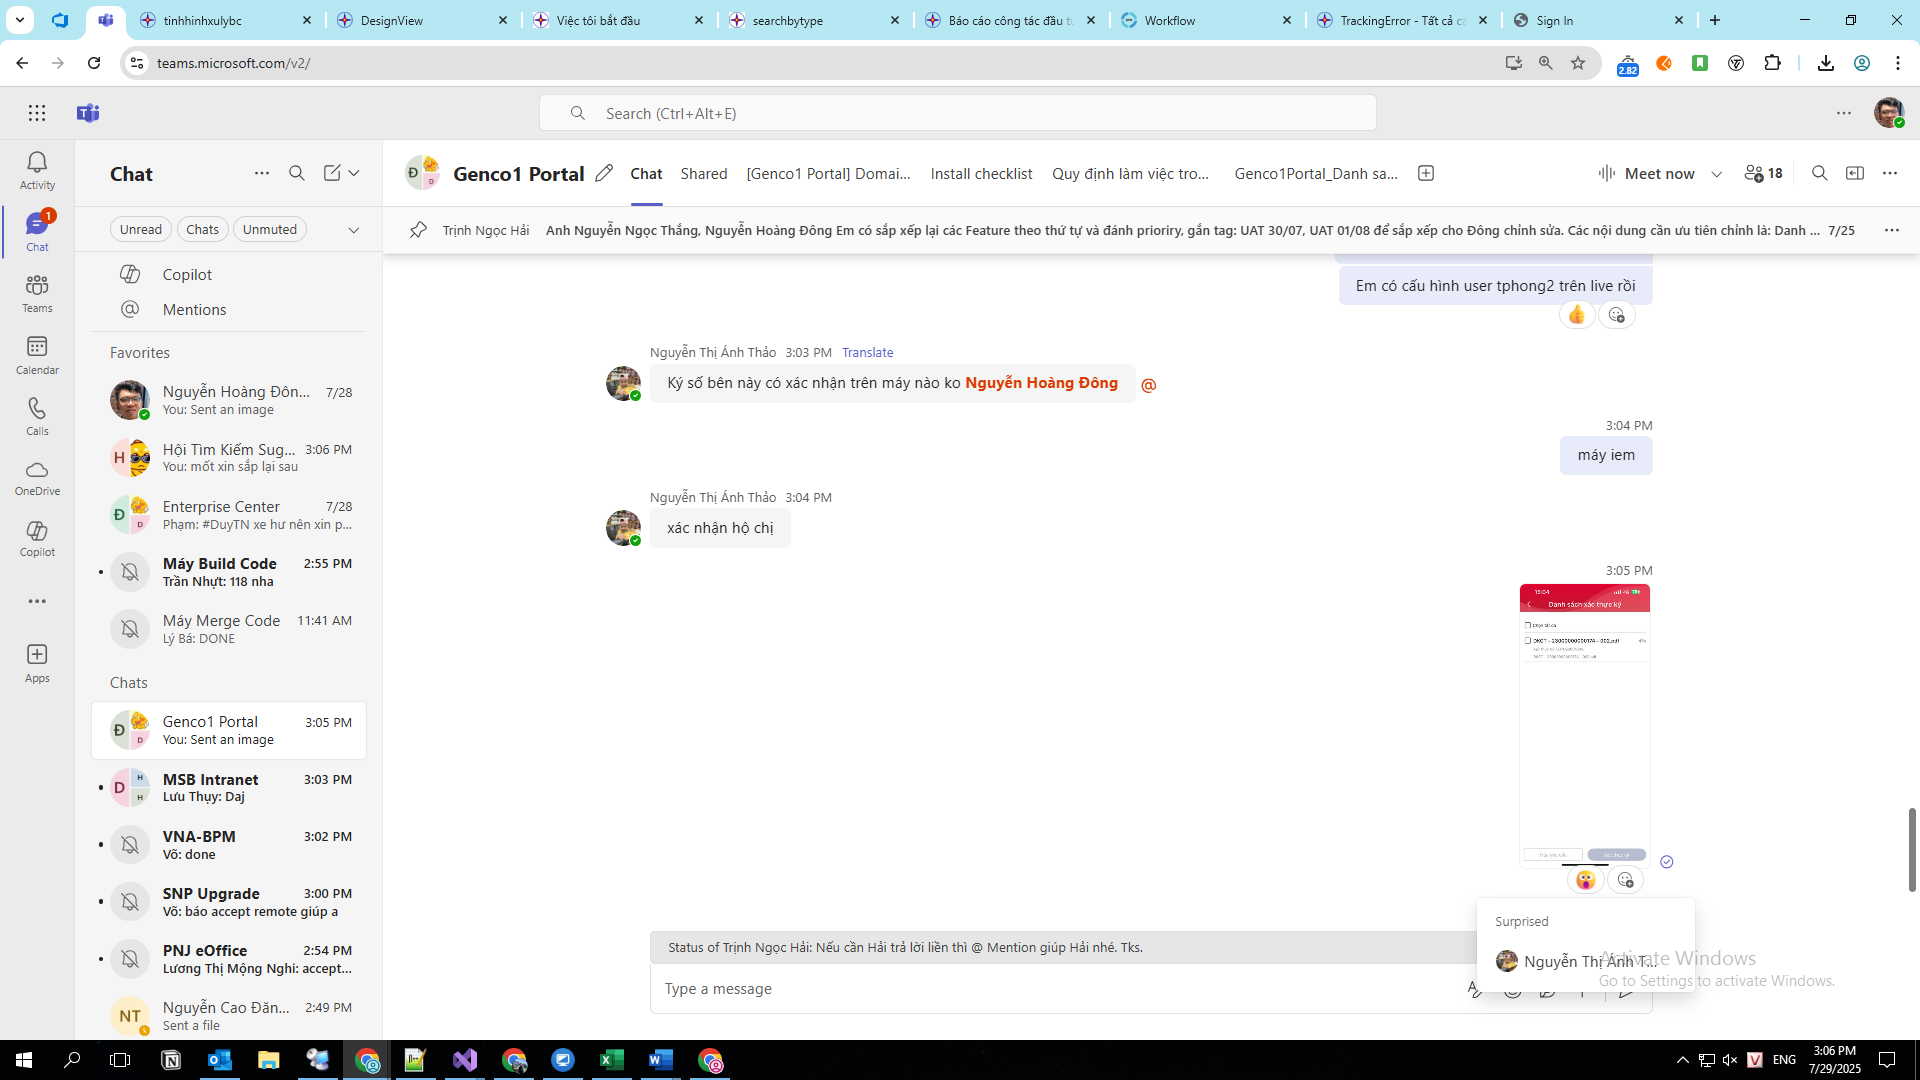 tinhhinhxulybc
DesignView
Việc tôi bắt đầu
searchbytype
Báo cáo công tác đầu tư
Workflow
TrackingError - Tất cả cá
Sign In
teams.microsoft.com/v2/
2.82
Search (Ctrl+Alt+E)
Activity
1
Chat
Teams
Calendar
Calls
OneDrive
Copilot
Apps
Chat
Unread
Chats
Unmuted
Copilot
Mentions
Favorites
Nguyễn Hoàng Đôn... 7/28
You: Sent an image
Hội Tìm Kiếm Sug... 3:06 PM
You: mốt xin sắp lại sau
Enterprise Center 7/28
Phạm: #DuyTN xe hư nên xin p...
Máy Build Code 2:55 PM
Trần Nhựt: 118 nha
Máy Merge Code 11:41 AM
Lý Bá: DONE
Chats
Genco1 Portal 3:05 PM
You: Sent an image
MSB Intranet 3:03 PM
Lưu Thụy: Daj
VNA-BPM 3:02 PM
Võ: done
SNP Upgrade 3:00 PM
Võ: báo accept remote giúp a
PNJ eOffice 2:54 PM
Lương Thị Mộng Nghi: accept...
NT
Nguyễn Cao Đăn... 2:49 PM
Sent a file
Genco1 Portal
Chat
Shared
[Genco1 Portal] Domai...
Install checklist
Quy định làm việc tro...
Genco1Portal_Danh sa...
Meet now
18
Trịnh Ngọc Hải Anh Nguyễn Ngọc Thắng, Nguyễn Hoàng Đông Em có sắp xếp lại các Feature theo thứ tự và đánh prioriry, gắn tag: UAT 30/07, UAT 01/08 để sắp xếp cho Đông chỉnh sửa. Các nội dung cần ưu tiên chỉnh là: Danh ... 7/25
Em có cấu hình user tphong2 trên live rồi
Nguyễn Thị Ánh Thảo 3:03 PM Translate
Ký số bên này có xác nhận trên máy nào ko Nguyễn Hoàng Đông
3:04 PM
máy iem
Nguyễn Thị Ánh Thảo 3:04 PM
xác nhận hộ chị
3:05 PM
15:04
Danh sách xác thực ký
Chọn tất cả
Surprised
Nguyễn Thị Ánh T...
Status of Trịnh Ngọc Hải: Nếu cần Hải trả lời liền thì @ Mention giúp Hải nhé. Tks.
Type a message
Activate Windows
Go to Settings to activate Windows.
ENG
3:06 PM
7/29/2025